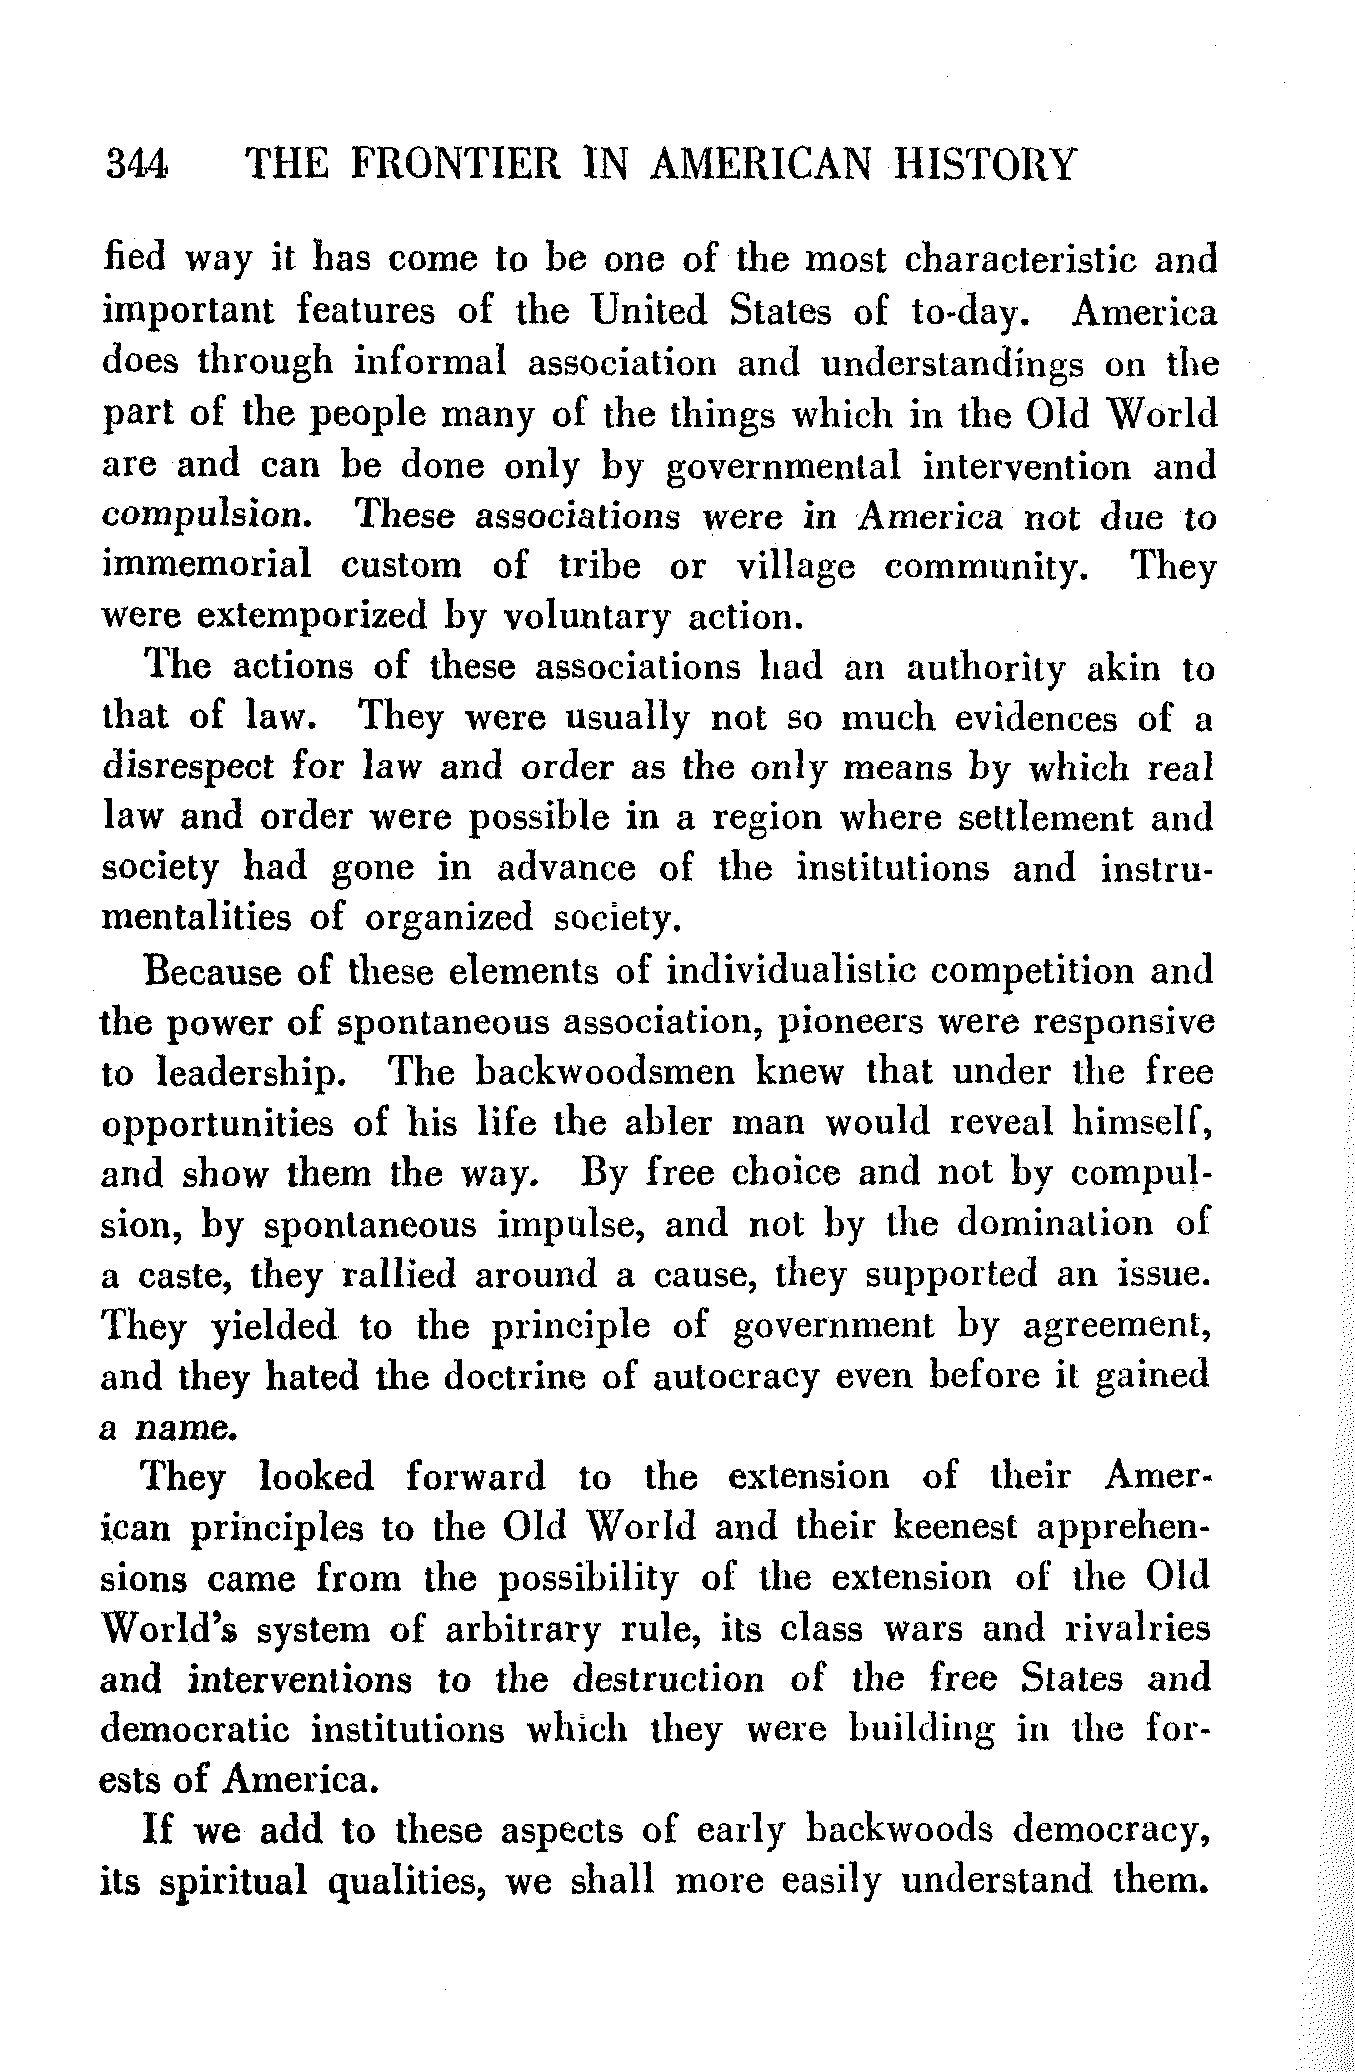 344 THE FRONTIER IN AMERICAN HISTORY
fied way it has come to be one of the most characteristic and
important features of the United States of to-day. America
does through informal association and understandings on the
part of the people many of the things which in the Old World
are and can be done only by governmental intervention and
compulsion. These associations were in America not due to
immemorial custom of tribe or village community. They
were extemporized by voluntary action.
The actions of these associations had an authority akin to
that of law. They were usually not so much evidences of a
disrespect for law and order as the only means by which real
law and order were possible in a region where settlement and
society had gone in advance of the institutions and instru-
mentalities of organized society.
Because of these elements of individualistic competition and
the power of spontaneous association, pioneers were responsive
to leadership. The backwoodsmen knew that under the free
opportunities of his life the abler man would reveal himself,
and show them the way. By free choice and not by compul-
sion, by spontaneous impulse, and not by the domination of
a caste, they rallied around a cause, they supported an issue.
They yielded to the principle of government by agreement,
and they hated the doctrine of autocracy even before it gained
a name.
They looked forward to the extension of their Amer-
ican principles to the Old World and their keenest apprehen-
sions came from the possibility of the extension of the Old
World's system of arbitrary rule, its class wars and rivalries
and interventions to the destruction of the free States and
democratic institutions which they were building in the for-
ests of America.
If we add to these aspects of early backwoods democracy,
its spiritual qualities, we shall more easily understand them.